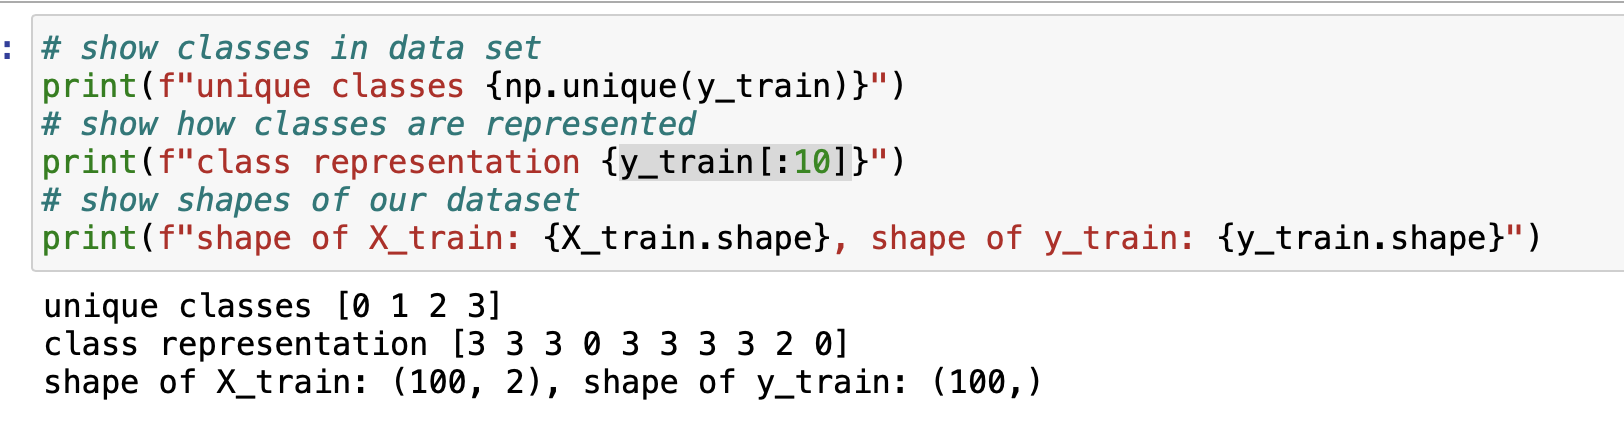 : # show classes in data set
print(f"unique classes {np.unique(y_train)}")
# show how classes are represented
print(f"class representation {y_train[:10]}")
# show shapes of our dataset
print(f"shape of X_train: {X_train.shape}, shape of y_train: {y_train.shape}")
unique classes [0 1 2 3]
class representation [3 3 3 0 3 3 3 3 2 0]
shape of X_train: (100, 2), shape of y_train: (100,)